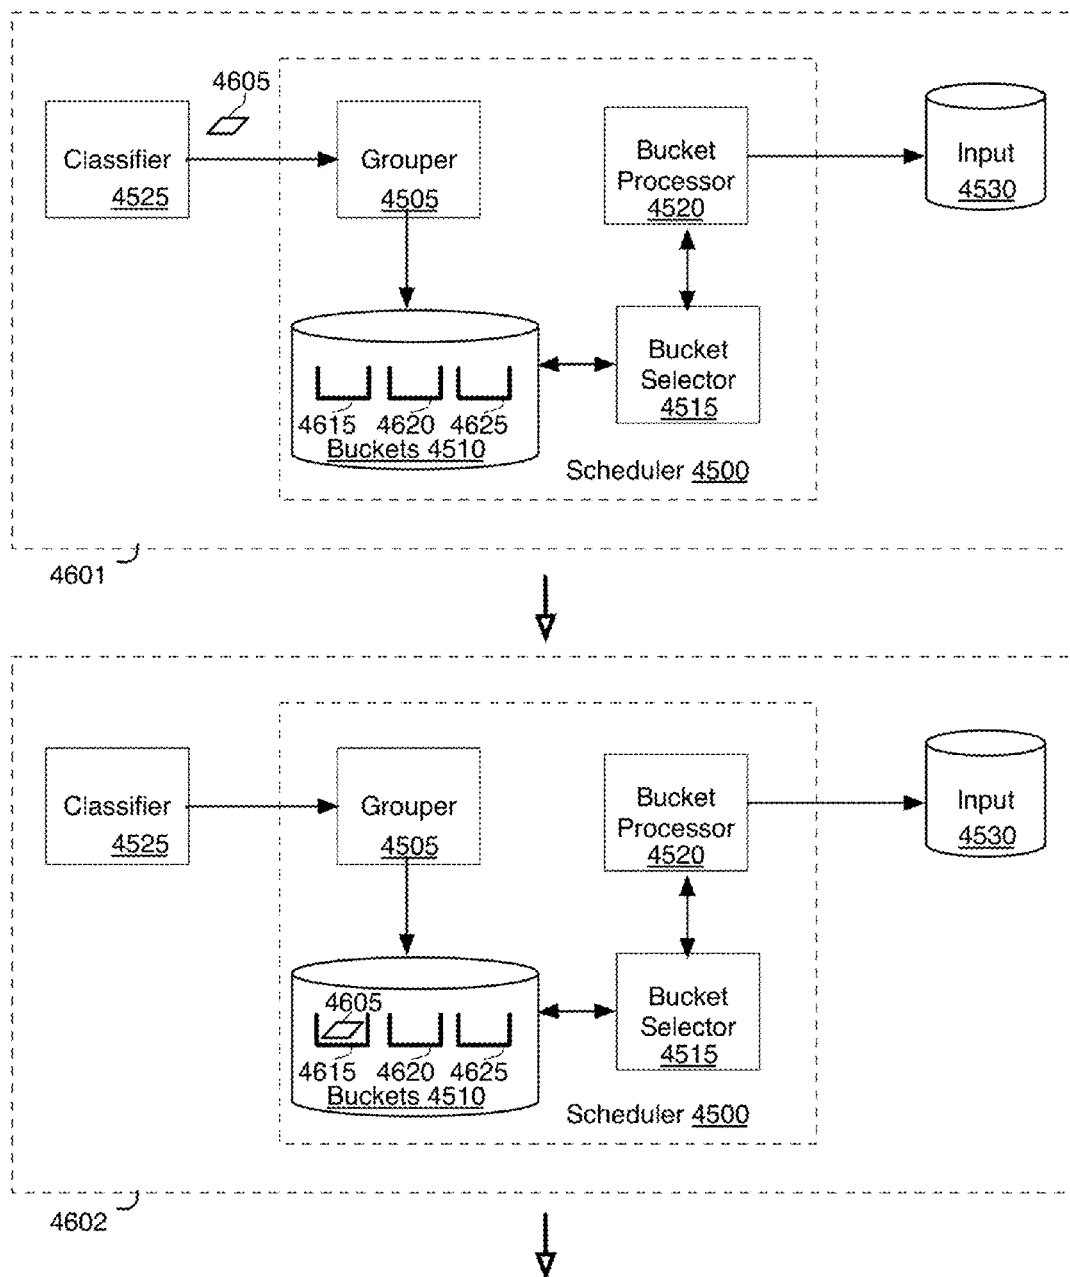 4605
Classifier
4525
Grouper
4505
Bucket
Processor
4520
Input
4530
Bucket
Selector
4515
4615 4620 4625
Buckets 4510
Scheduler 4500
4601
Classifier
4525
Grouper
4505
Bucket
Processor
4520
Input
4530
4605
Bucket
Selector
4515
4615 4620 4625
Buckets 4510
Scheduler 4500
4602